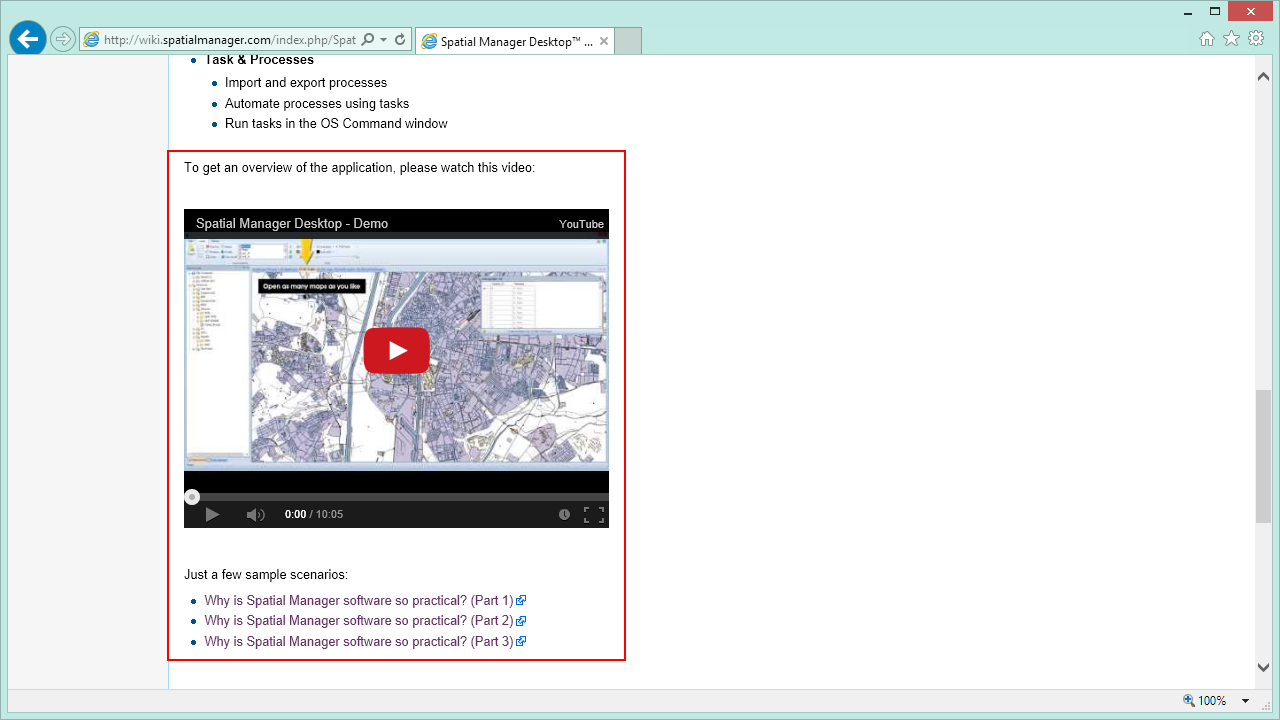 http://wiki.spatialmanager.com/index.php/Spat
Spatial Manager Desktop™ ...
Task & Processes
Import and export processes
Automate processes using tasks
Run tasks in the OS Command window
To get an overview of the application, please watch this video:
Spatial Manager Desktop - Demo
YouTube
Open as many maps as you like
0:00 / 10:05
Just a few sample scenarios:
Why is Spatial Manager software so practical? (Part 1)
Why is Spatial Manager software so practical? (Part 2)
Why is Spatial Manager software so practical? (Part 3)
100%